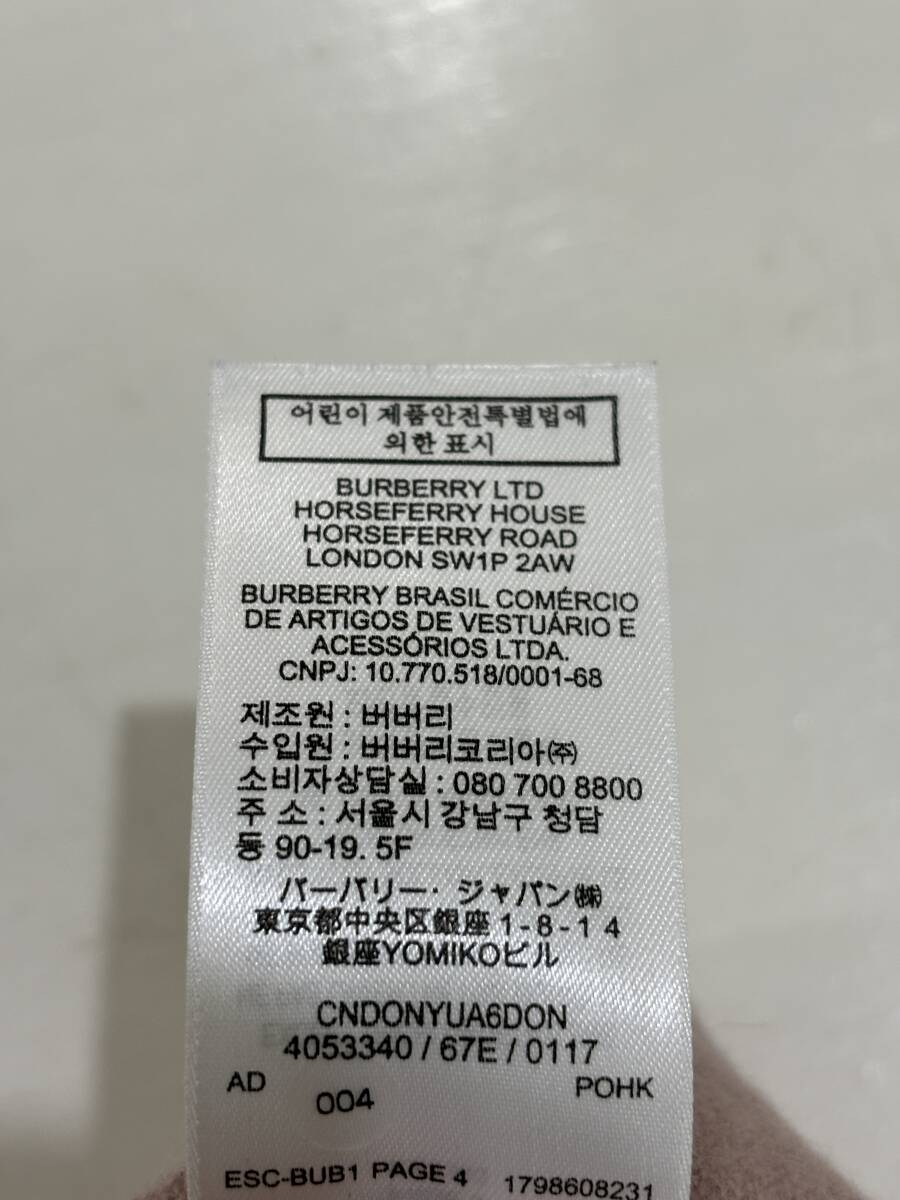 어린이 제품안전특별법에
의한 표시
BURBERRY LTD
HORSEFERRY HOUSE
HORSEFERRY ROAD
LONDON SW1P 2AW
BURBERRY BRASIL COMÉRCIO
DE ARTIGOS DE VESTUÁRIO E
ACESSÓRIOS LTDA.
CNPJ: 10.770.518/0001-68
제조원 : 버버리
수입원 : 버버리코리아㈜
소비자상담실 : 080 700 8800
주 소 : 서울시 강남구 청담
동 90-19. 5F
バーバリー・ジャパン㈱
東京都中央区銀座1-8-14
銀座YOMIKOビル
CNDONYUA6DON
4053340 / 67E / 0117
AD 004 POHK
ESC-BUB1 PAGE 4 1798608231